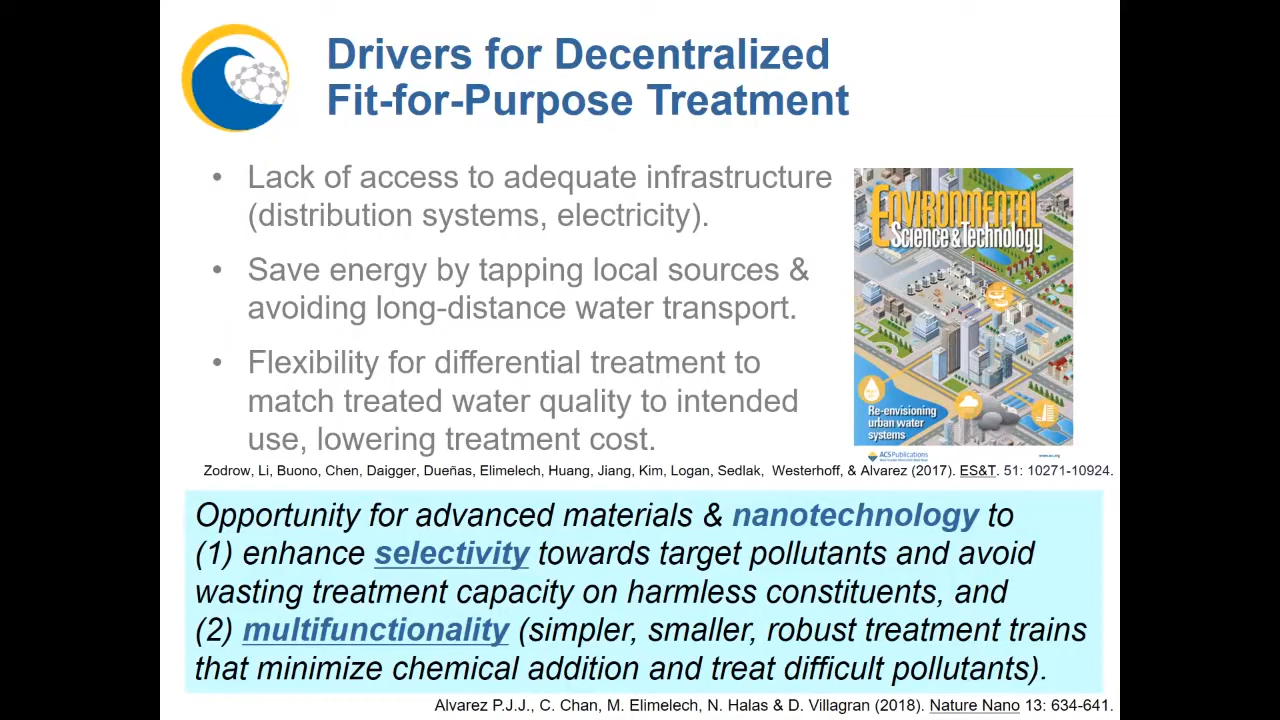 Drivers for Decentralized
Fit-for-Purpose Treatment
• Lack of access to adequate infrastructure
(distribution systems, electricity).
• Save energy by tapping local sources &
avoiding long-distance water transport.
• Flexibility for differential treatment to
match treated water quality to intended
use, lowering treatment cost.
ENVIRONMENTAL
Science & Technology
Re-envisioning
urban water
systems
ACS Publications
www.acs.org
Zodrow, Li, Buono, Chen, Daigger, Dueñas, Elimelech, Huang, Jiang, Kim, Logan, Sedlak, Westerhoff, & Alvarez (2017). ES&T. 51: 10271-10924.
Opportunity for advanced materials & nanotechnology to
(1) enhance selectivity towards target pollutants and avoid
wasting treatment capacity on harmless constituents, and
(2) multifunctionality (simpler, smaller, robust treatment trains
that minimize chemical addition and treat difficult pollutants).
Alvarez P.J.J., C. Chan, M. Elimelech, N. Halas & D. Villagran (2018). Nature Nano 13: 634-641.